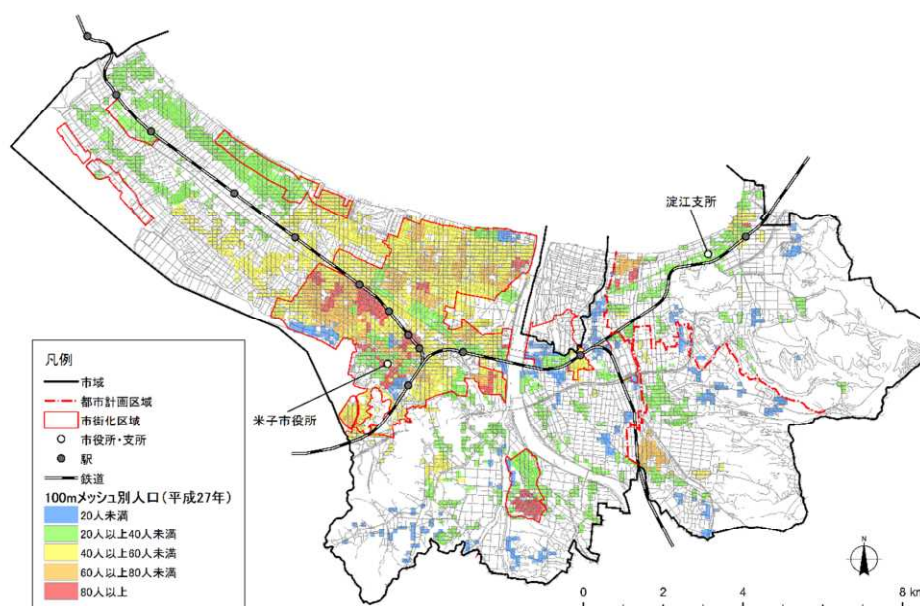 淀江支所
米子市役所
凡例
市域
都市計画区域
市街化区域
市役所・支所
駅
鉄道
100mメッシュ別人口(平成27年)
20人未満
20人以上40人未満
40人以上60人未満
60人以上80人未満
80人以上
N
0 2 4 8 km